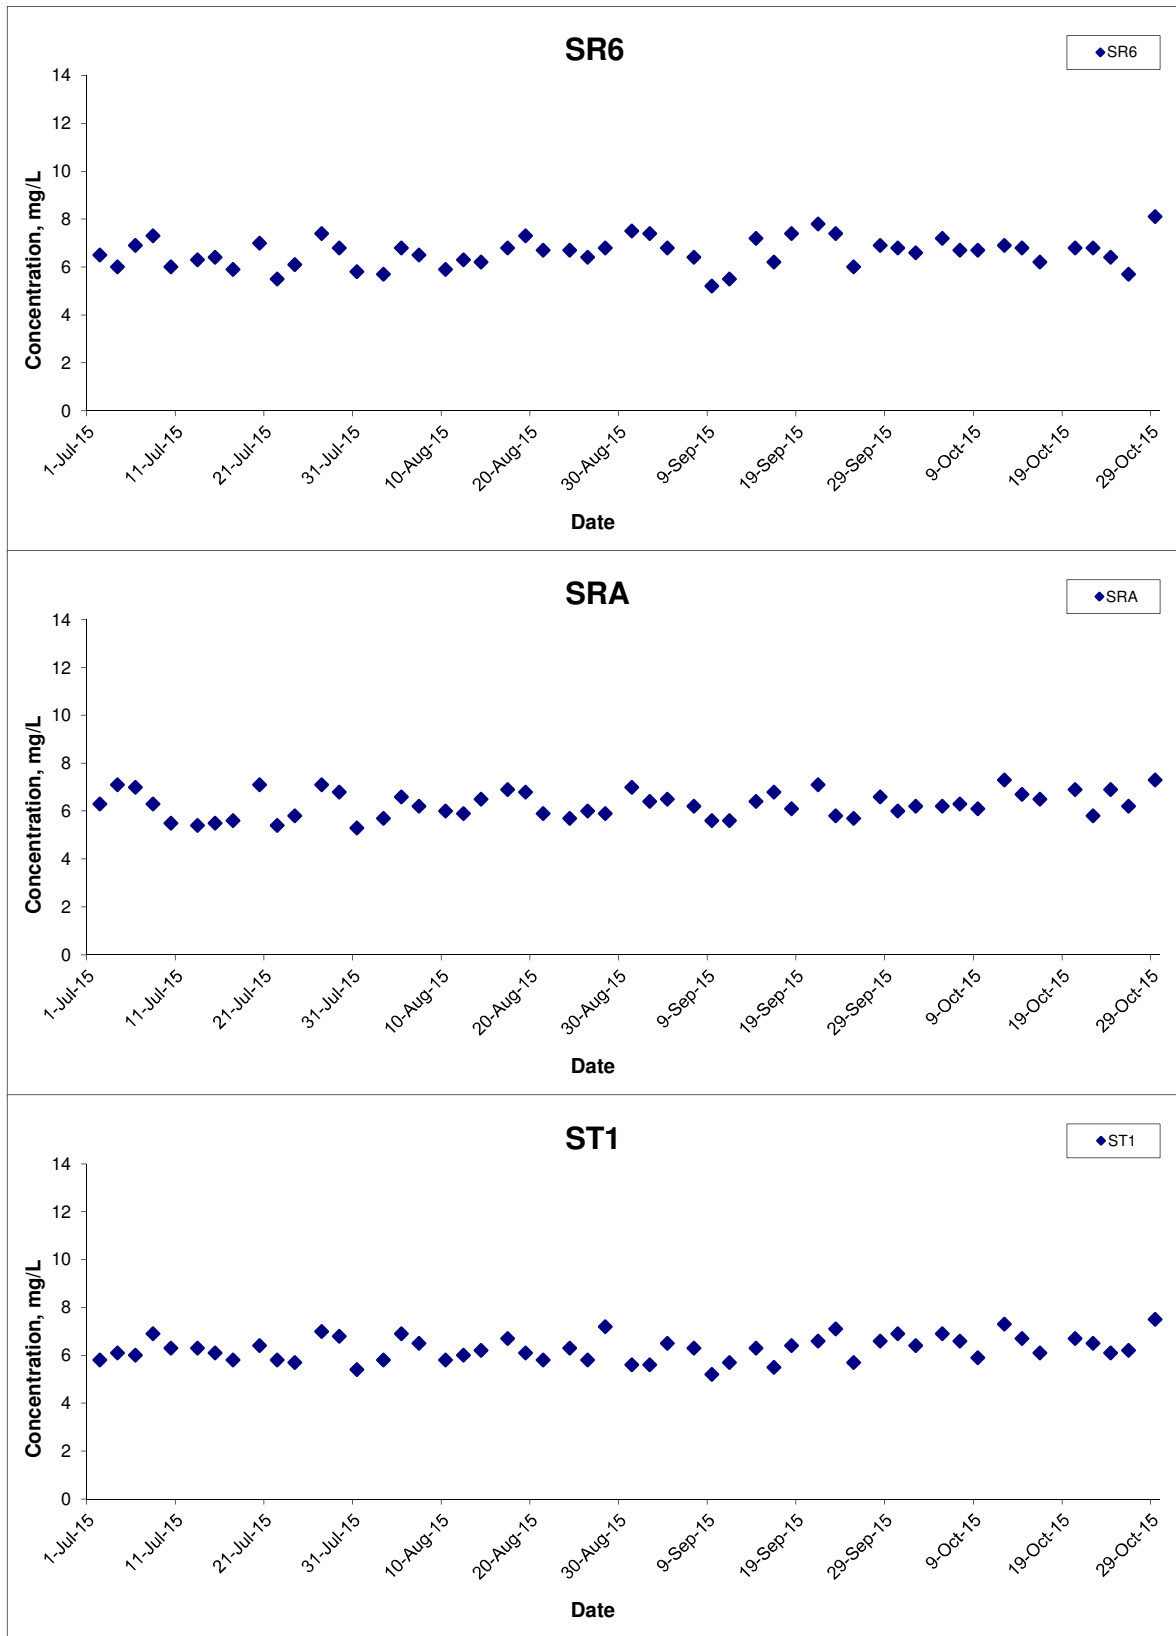 SR6
SR6
14
12
10
8
6
4
2
0
Concentration, mg/L
1-Jul-15
11-Jul-15
21-Jul-15
31-Jul-15
10-Aug-15
20-Aug-15
30-Aug-15
9-Sep-15
19-Sep-15
29-Sep-15
9-Oct-15
19-Oct-15
29-Oct-15
Date
SRA
SRA
14
12
10
8
6
4
2
0
Concentration, mg/L
1-Jul-15
11-Jul-15
21-Jul-15
31-Jul-15
10-Aug-15
20-Aug-15
30-Aug-15
9-Sep-15
19-Sep-15
29-Sep-15
9-Oct-15
19-Oct-15
29-Oct-15
Date
ST1
ST1
14
12
10
8
6
4
2
0
Concentration, mg/L
1-Jul-15
11-Jul-15
21-Jul-15
31-Jul-15
10-Aug-15
20-Aug-15
30-Aug-15
9-Sep-15
19-Sep-15
29-Sep-15
9-Oct-15
19-Oct-15
29-Oct-15
Date